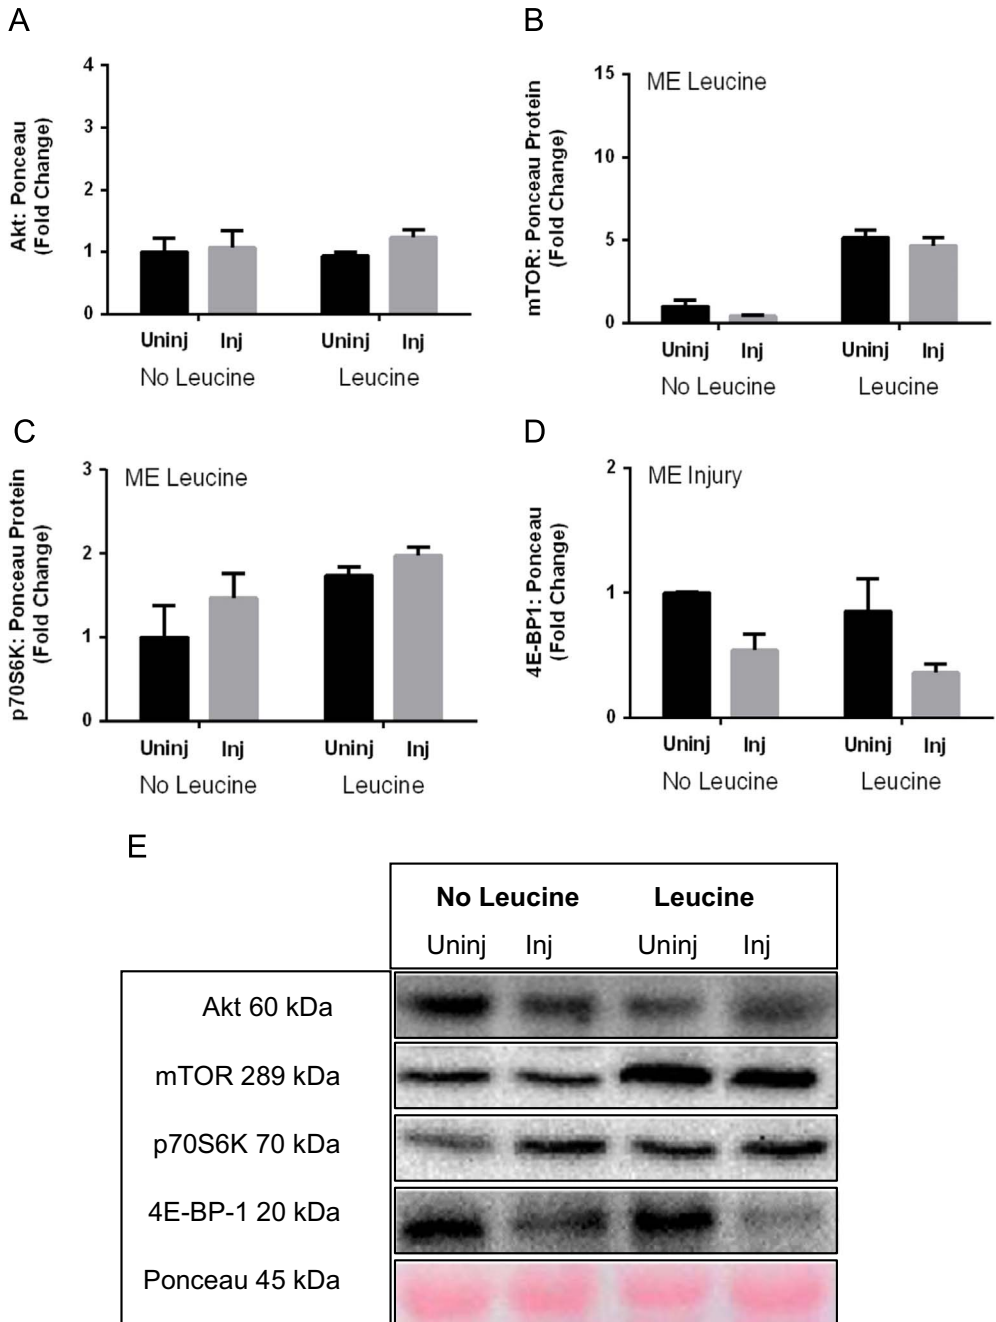 A
Akt: Ponceau
(Fold Change)
4
3
2
1
0
Uninj Inj Uninj Inj
No Leucine Leucine
B
mTOR: Ponceau Protein
(Fold Change)
ME Leucine
15
10
5
0
Uninj Inj Uninj Inj
No Leucine Leucine
C
p70S6K: Ponceau Protein
(Fold Change)
ME Leucine
3
2
1
0
Uninj Inj Uninj Inj
No Leucine Leucine
D
4E-BP1: Ponceau
(Fold Change)
ME Injury
2
1
0
Uninj Inj Uninj Inj
No Leucine Leucine
E
No Leucine Leucine
Uninj Inj Uninj Inj
Akt 60 kDa
mTOR 289 kDa
p70S6K 70 kDa
4E-BP-1 20 kDa
Ponceau 45 kDa